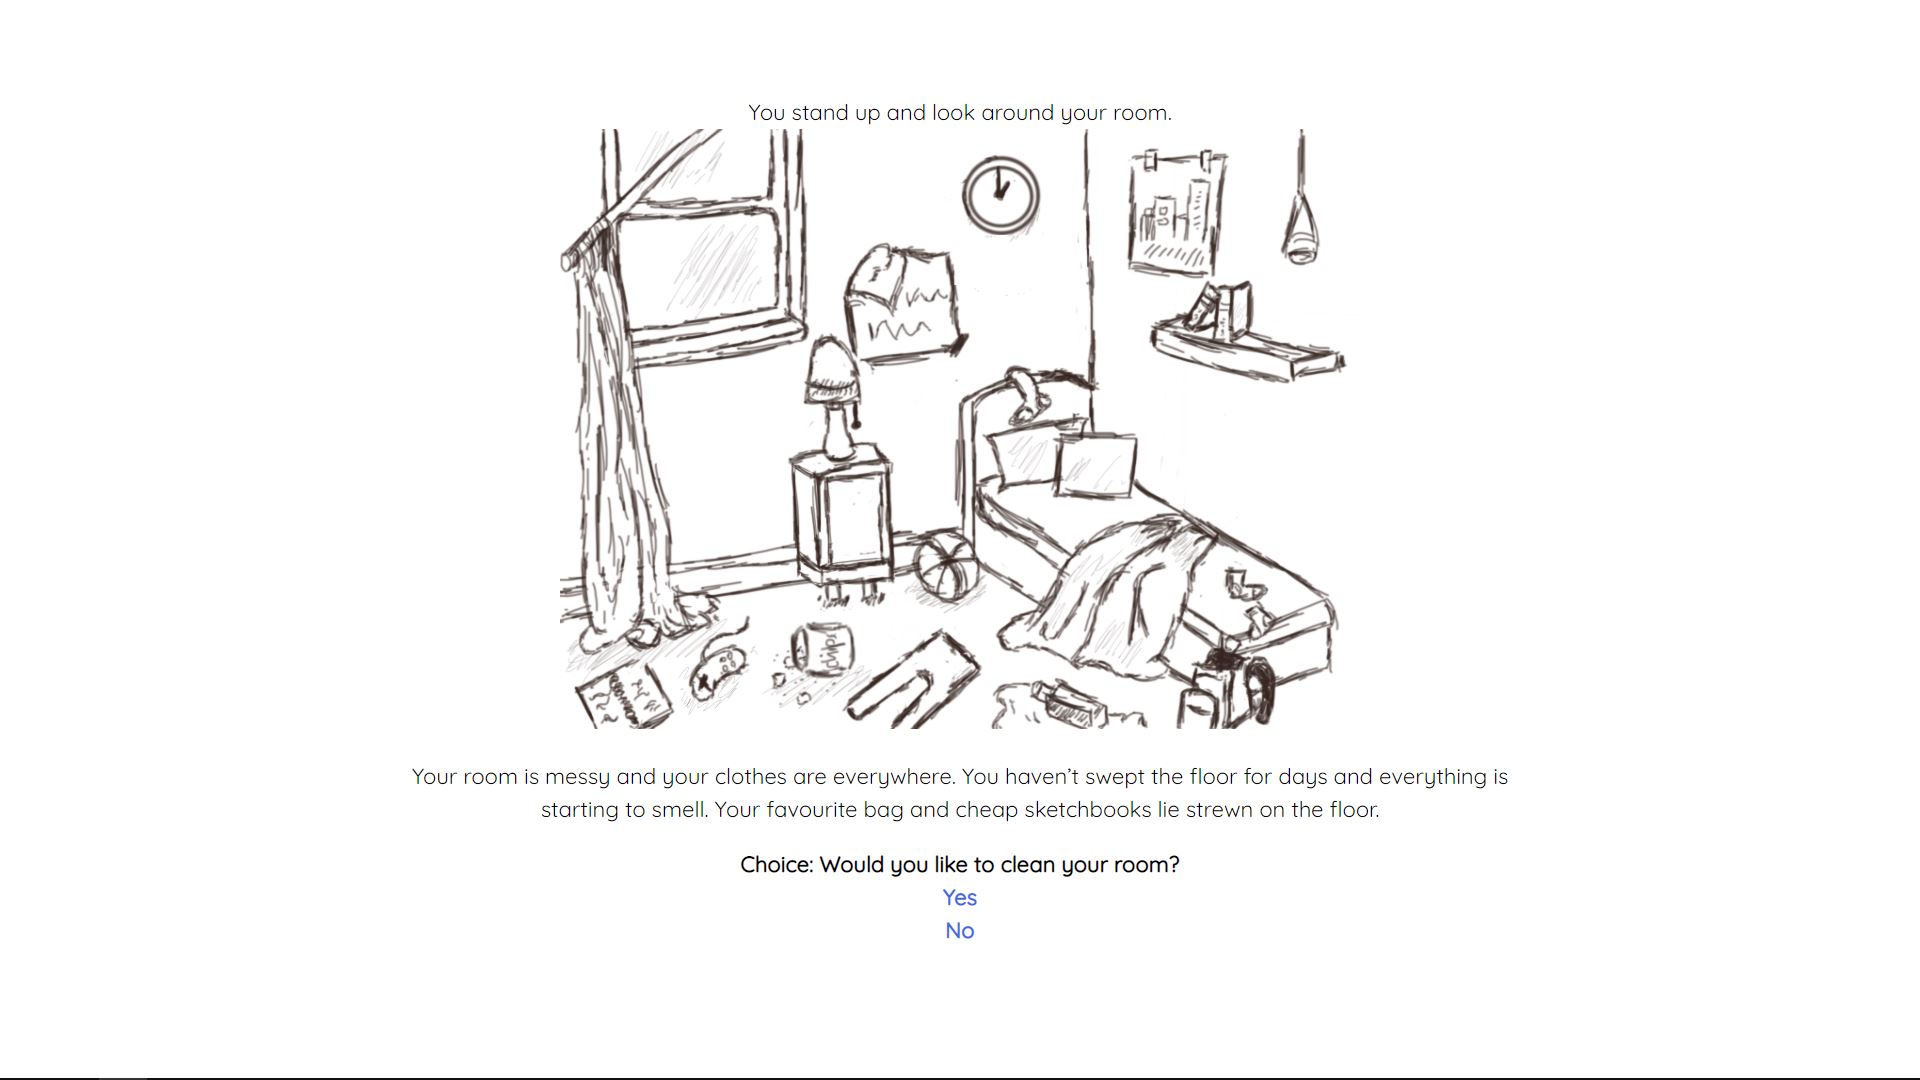 You stand up and look around your room.
Your room is messy and your clothes are everywhere. You haven’t swept the floor for days and everything is
starting to smell. Your favourite bag and cheap sketchbooks lie strewn on the floor.
Choice: Would you like to clean your room?
Yes
No